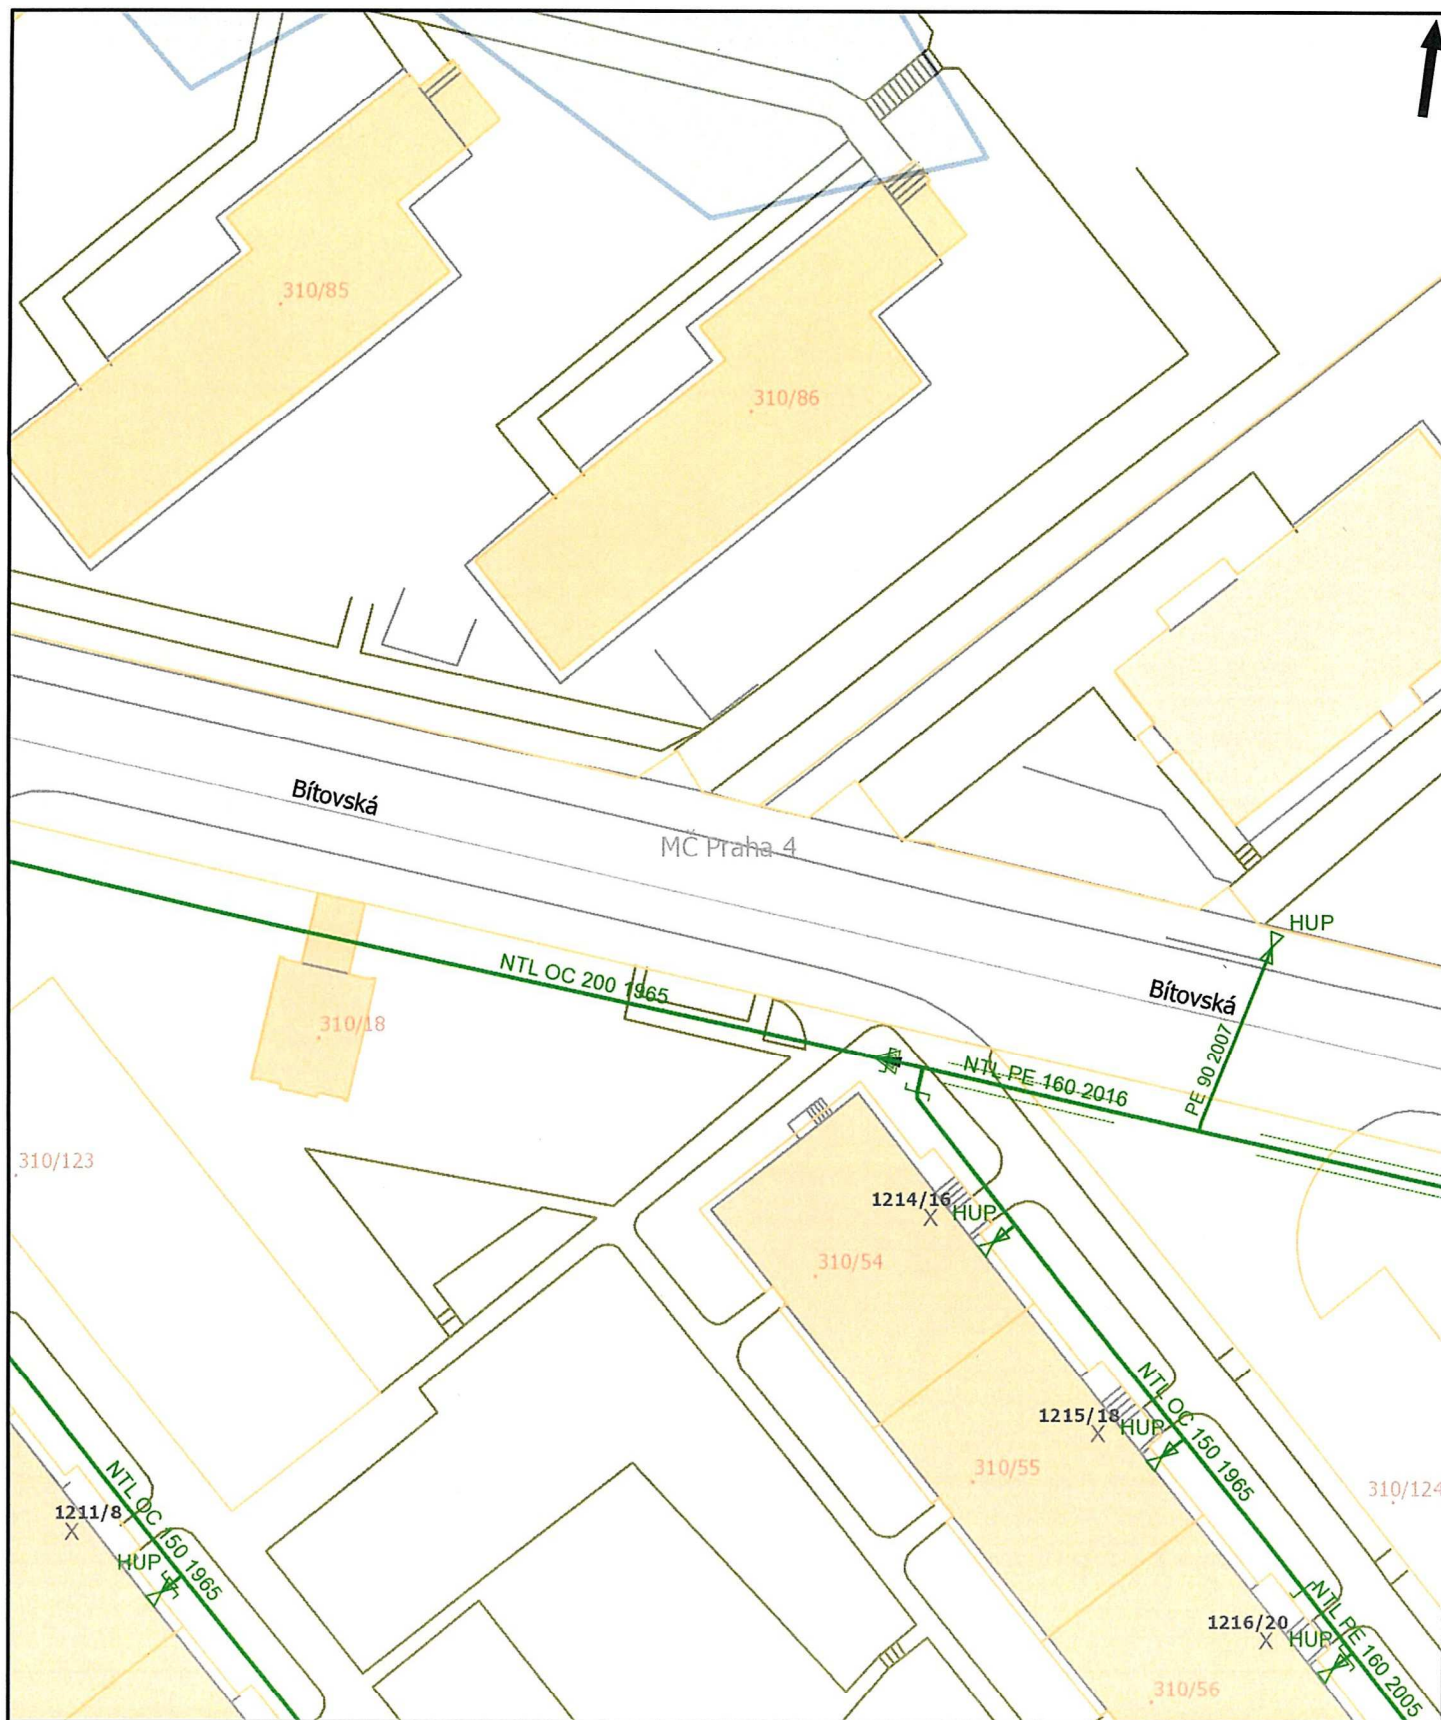 310/85
310/86
Bítovská
MČ Praha 4
HUP
NTL OC 200 1965
Bítovská
310/18
PE 90 2007
NTL PE 160 2016
310/123
1214/16
HUP
310/54
NTL OC 150 1965
1215/18
HUP
310/55
310/124
NTL OC 150 1965
1211/8
HUP
NTL PE 160 2005
1216/20
HUP
310/56